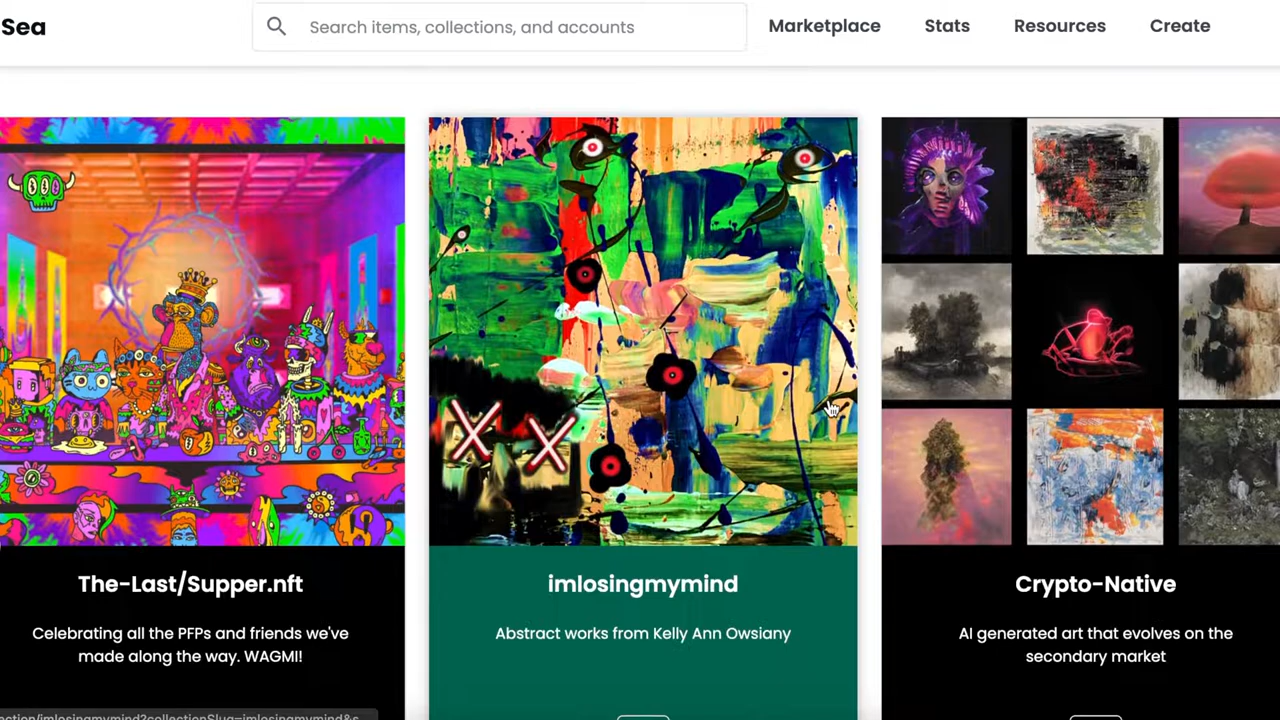 Sea
Search items, collections, and accounts
Marketplace
Stats
Resources
Create
The-Last/Supper.nft
Celebrating all the PFPs and friends we've
made along the way. WAGMI!
imlosingmymind
Abstract works from Kelly Ann Owsiany
Crypto-Native
AI generated art that evolves on the
secondary market